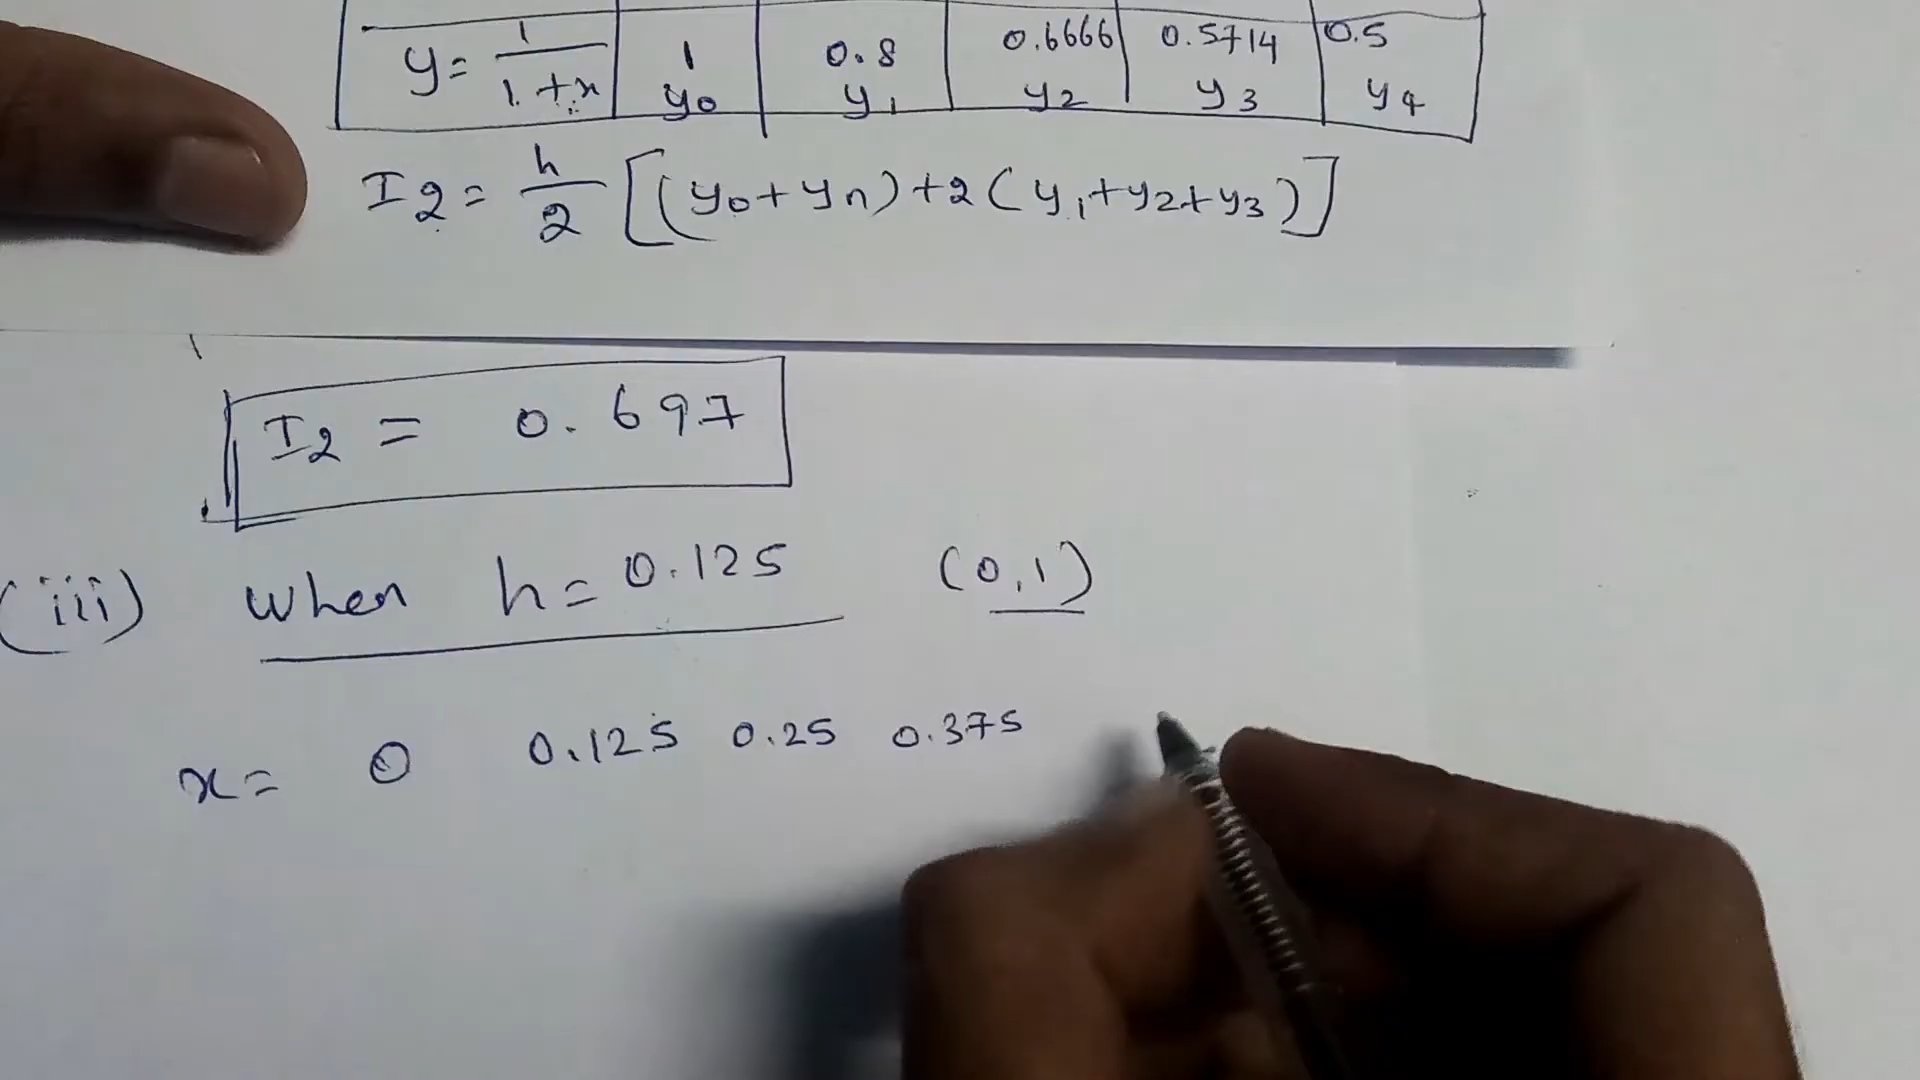 y= 1/1+x 1 0.8 0.6666 0.5714 0.5
y0 y1 y2 y3 y4
I2= h/2 [(y0+yn)+2(y1+y2+y3)]
I2 = 0.697
(iii) When h=0.125 (0,1)
x= 0 0.125 0.25 0.375